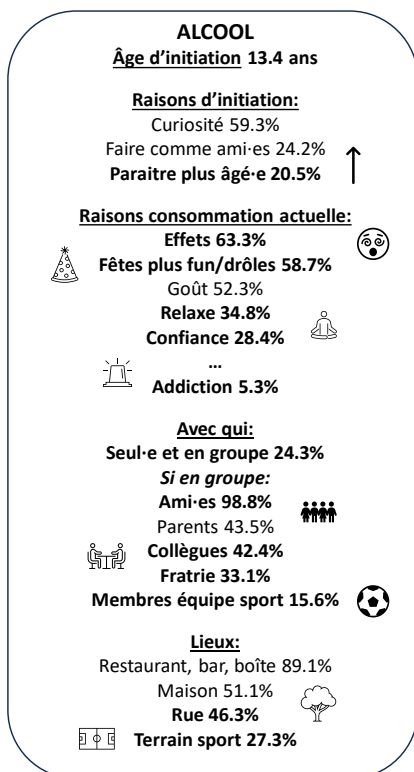 ALCOOL
Âge d'initiation 13.4 ans
Raisons d'initiation:
Curiosité 59.3%
Faire comme ami·es 24.2%
Paraitre plus âgé·e 20.5%
Raisons consommation actuelle:
Effets 63.3%
Fêtes plus fun/drôles 58.7%
Goût 52.3%
Relaxe 34.8%
Confiance 28.4%
...
Addiction 5.3%
Avec qui:
Seul·e et en groupe 24.3%
Si en groupe:
Ami·es 98.8%
Parents 43.5%
Collègues 42.4%
Fratrie 33.1%
Membres équipe sport 15.6%
Lieux:
Restaurant, bar, boîte 89.1%
Maison 51.1%
Rue 46.3%
Terrain sport 27.3%